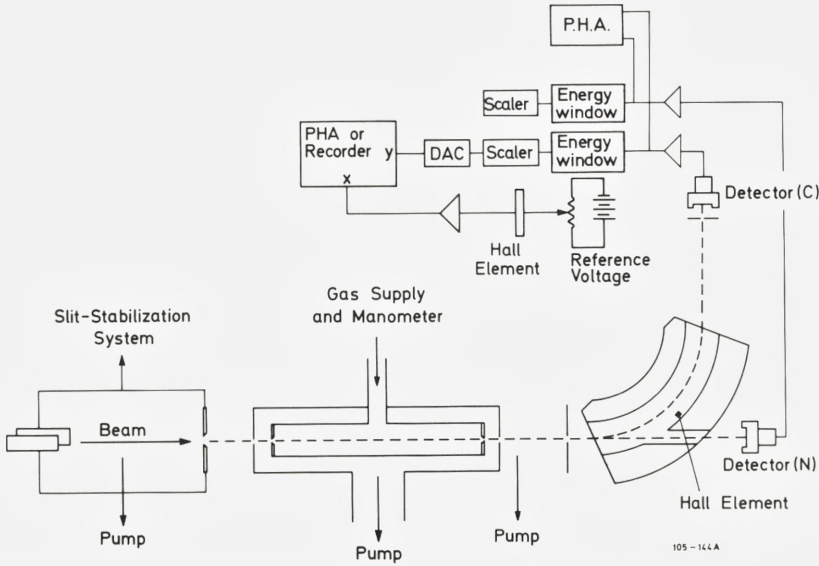 P.H.A.
Scaler
Energy
window
PHA or
Recorder y
x
DAC
Scaler
Energy
window
Detector (C)
Hall
Element
Reference
Voltage
Gas Supply
and Manometer
Slit-Stabilization
System
Beam
Detector (N)
Hall Element
Pump
Pump
Pump
105-144A